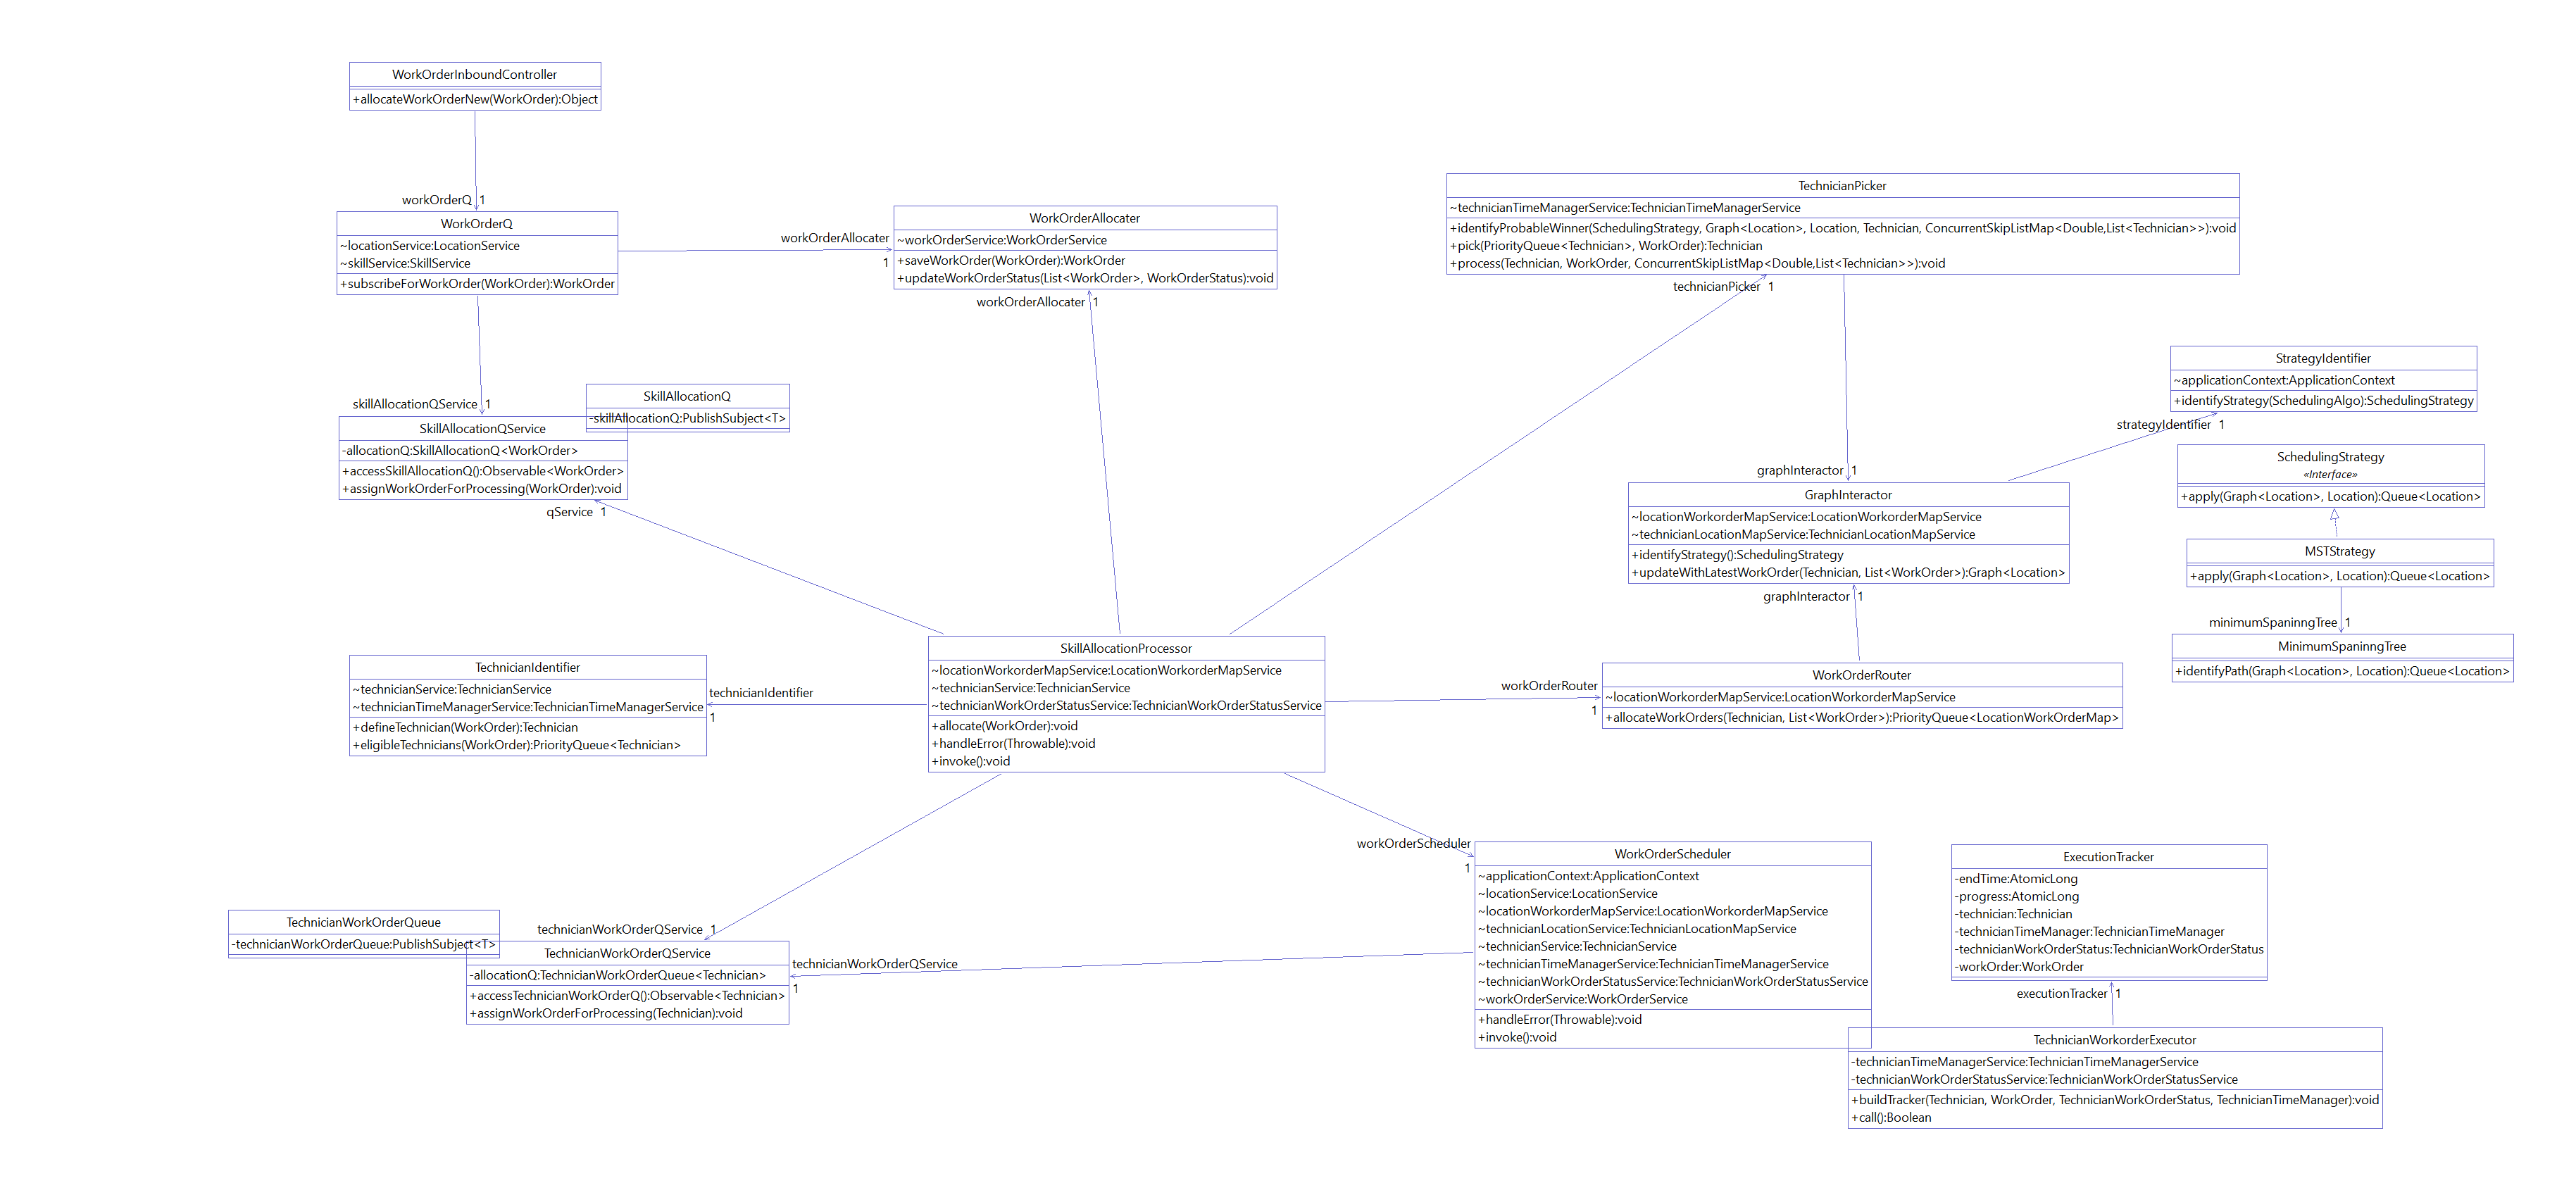 WorkOrderInboundController
+allocateWorkOrderNew(WorkOrder):Object
workOrderQ 1
WorkOrderQ
~locationService:LocationService
~skillService:SkillService
+subscribeForWorkOrder(WorkOrder):WorkOrder
workOrderAllocater
1
WorkOrderAllocater
~workOrderService:WorkOrderService
+saveWorkOrder(WorkOrder):WorkOrder
+updateWorkOrderStatus(List<WorkOrder>, WorkOrderStatus):void
workOrderAllocater 1
TechnicianPicker
~technicianTimeManagerService:TechnicianTimeManagerService
+identifyProbableWinner(SchedulingStrategy, Graph<Location>, Location, Technician, ConcurrentSkipListMap<Double,List<Technician>>):void
+pick(PriorityQueue<Technician>, WorkOrder):Technician
+process(Technician, WorkOrder, ConcurrentSkipListMap<Double,List<Technician>>):void
technicianPicker 1
skillAllocationQService 1
SkillAllocationQ
-skillAllocationQ:PublishSubject<T>
SkillAllocationQService
-allocationQ:SkillAllocationQ<WorkOrder>
+accessSkillAllocationQ():Observable<WorkOrder>
+assignWorkOrderForProcessing(WorkOrder):void
qService 1
StrategyIdentifier
~applicationContext:ApplicationContext
+identifyStrategy(SchedulingAlgo):SchedulingStrategy
strategyIdentifier 1
SchedulingStrategy
«Interface»
+apply(Graph<Location>, Location):Queue<Location>
graphInteractor 1
GraphInteractor
~locationWorkorderMapService:LocationWorkorderMapService
~technicianLocationMapService:TechnicianLocationMapService
+identifyStrategy():SchedulingStrategy
+updateWithLatestWorkOrder(Technician, List<WorkOrder>):Graph<Location>
graphInteractor 1
MSTStrategy
+apply(Graph<Location>, Location):Queue<Location>
minimumSpaninngTree 1
MinimumSpaninngTree
+identifyPath(Graph<Location>, Location):Queue<Location>
SkillAllocationProcessor
~locationWorkorderMapService:LocationWorkorderMapService
~technicianService:TechnicianService
~technicianWorkOrderStatusService:TechnicianWorkOrderStatusService
+allocate(WorkOrder):void
+handleError(Throwable):void
+invoke():void
TechnicianIdentifier
~technicianService:TechnicianService
~technicianTimeManagerService:TechnicianTimeManagerService
+defineTechnician(WorkOrder):Technician
+eligibleTechnicians(WorkOrder):PriorityQueue<Technician>
technicianIdentifier
1
workOrderRouter
1
WorkOrderRouter
~locationWorkorderMapService:LocationWorkorderMapService
+allocateWorkOrders(Technician, List<WorkOrder>):PriorityQueue<LocationWorkOrderMap>
workOrderScheduler
1
WorkOrderScheduler
~applicationContext:ApplicationContext
~locationService:LocationService
~locationWorkorderMapService:LocationWorkorderMapService
~technicianLocationService:TechnicianLocationMapService
~technicianService:TechnicianService
~technicianTimeManagerService:TechnicianTimeManagerService
~technicianWorkOrderStatusService:TechnicianWorkOrderStatusService
~workOrderService:WorkOrderService
+handleError(Throwable):void
+invoke():void
ExecutionTracker
-endTime:AtomicLong
-progress:AtomicLong
-technician:Technician
-technicianTimeManager:TechnicianTimeManager
-technicianWorkOrderStatus:TechnicianWorkOrderStatus
-workOrder:WorkOrder
executionTracker 1
TechnicianWorkOrderQueue
-technicianWorkOrderQueue:PublishSubject<T>
technicianWorkOrderQService 1
TechnicianWorkOrderQService
-allocationQ:TechnicianWorkOrderQueue<Technician>
+accessTechnicianWorkOrderQ():Observable<Technician>
+assignWorkOrderForProcessing(Technician):void
technicianWorkOrderQService
1
TechnicianWorkorderExecutor
-technicianTimeManagerService:TechnicianTimeManagerService
-technicianWorkOrderStatusService:TechnicianWorkOrderStatusService
+buildTracker(Technician, WorkOrder, TechnicianWorkOrderStatus, TechnicianTimeManager):void
+call():Boolean